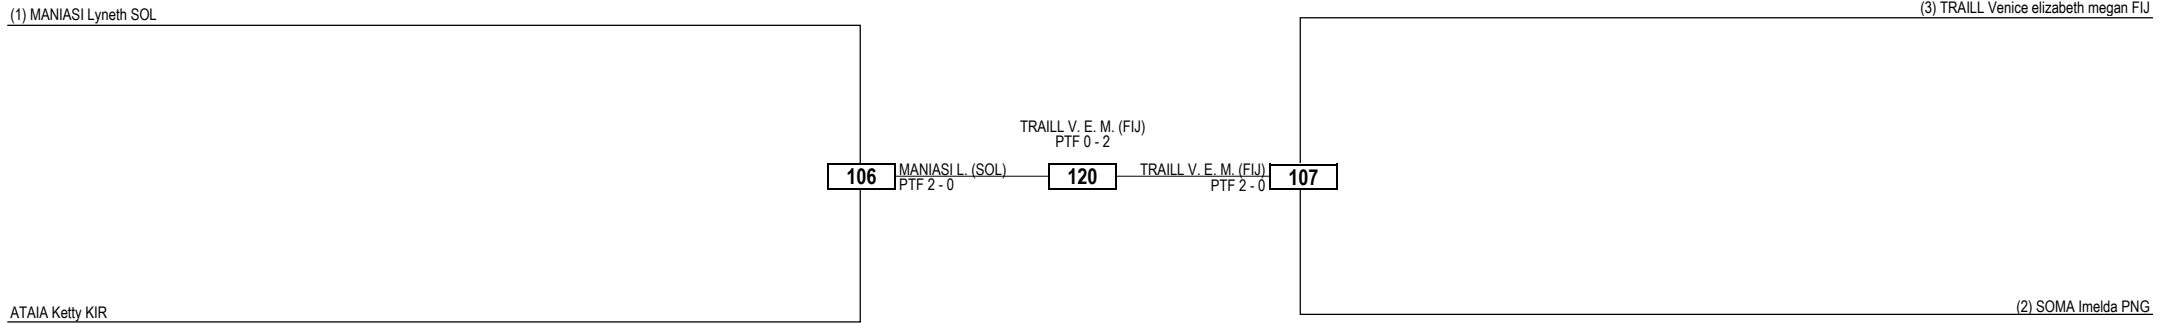 (1) MANIASI Lyneth SOL
(3) TRAILL Venice elizabeth megan FIJ
TRAILL V. E. M. (FIJ)
PTF 0 - 2
106
MANIASI L. (SOL)
PTF 2 - 0
120
TRAILL V. E. M. (FIJ)
PTF 2 - 0
107
ATAIA Ketty KIR
(2) SOMA Imelda PNG